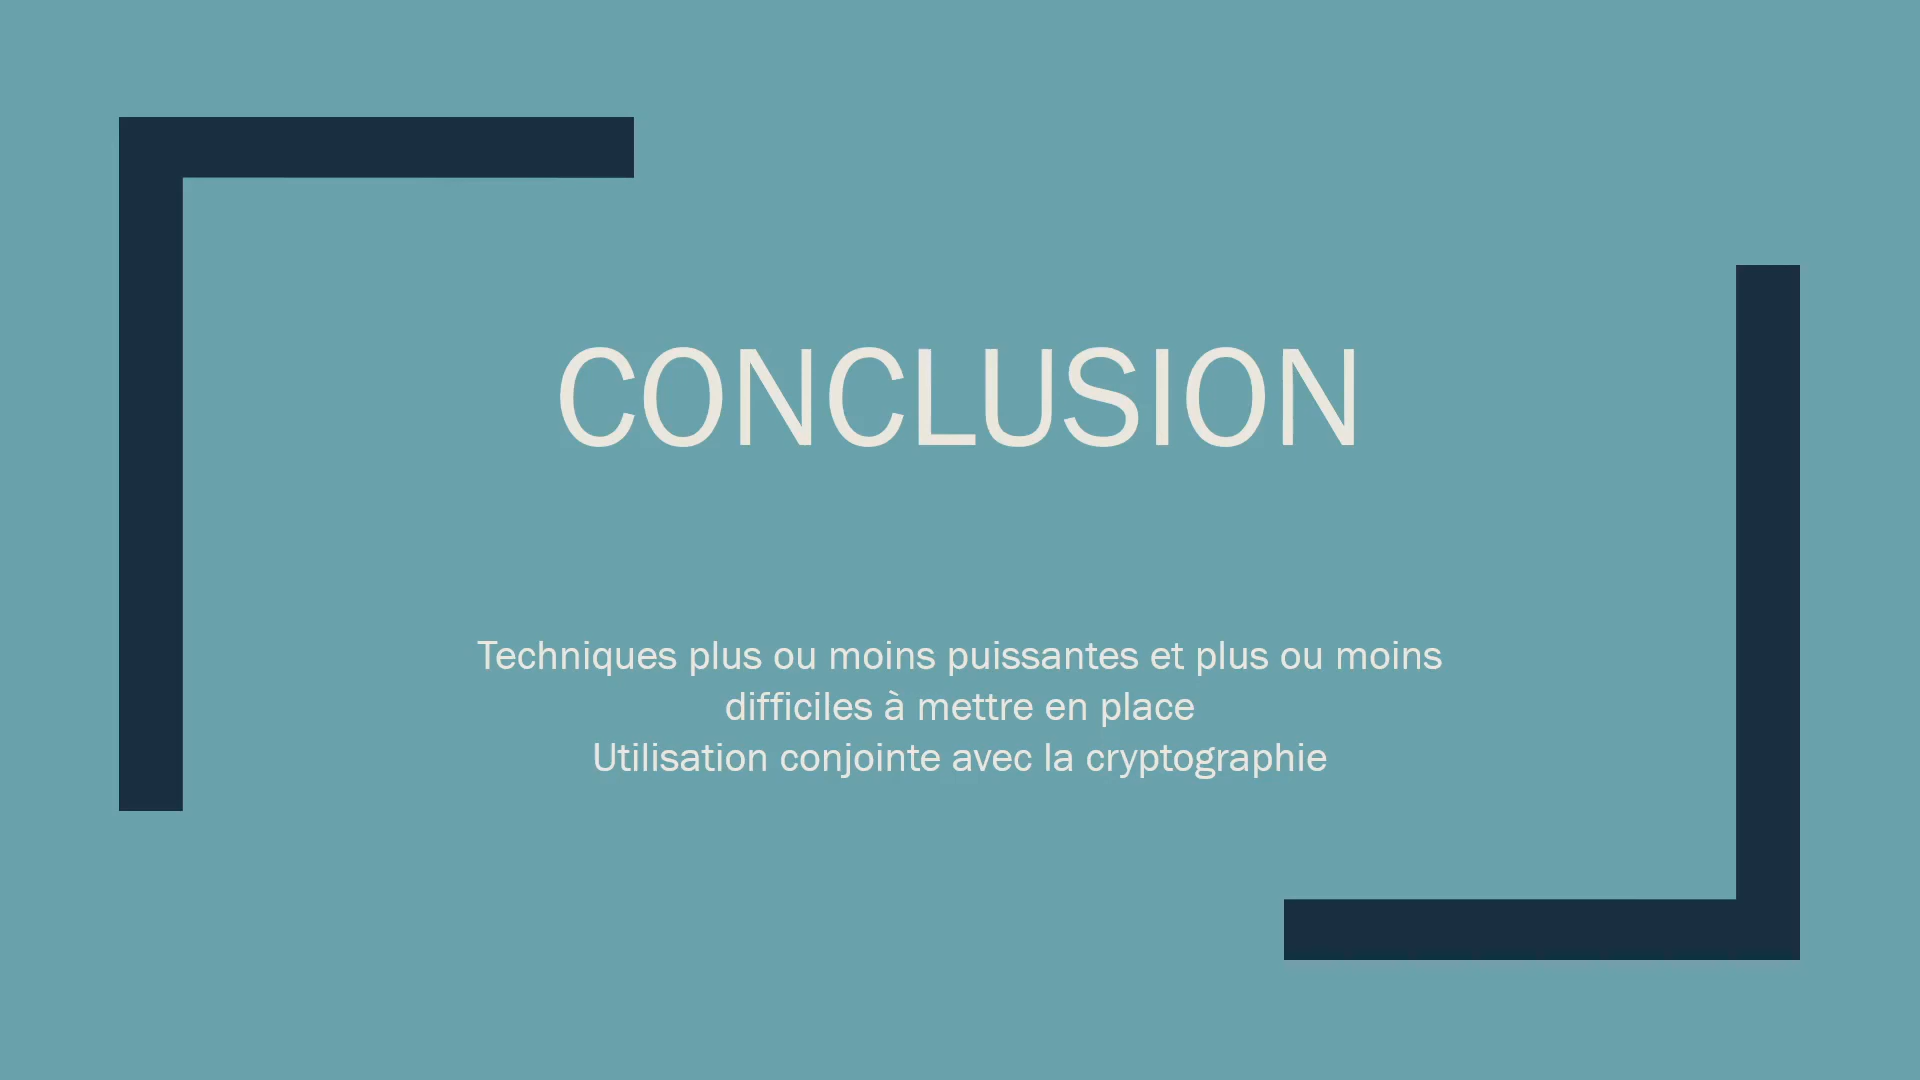 CONCLUSION
Techniques plus ou moins puissantes et plus ou moins
difficiles à mettre en place
Utilisation conjointe avec la cryptographie